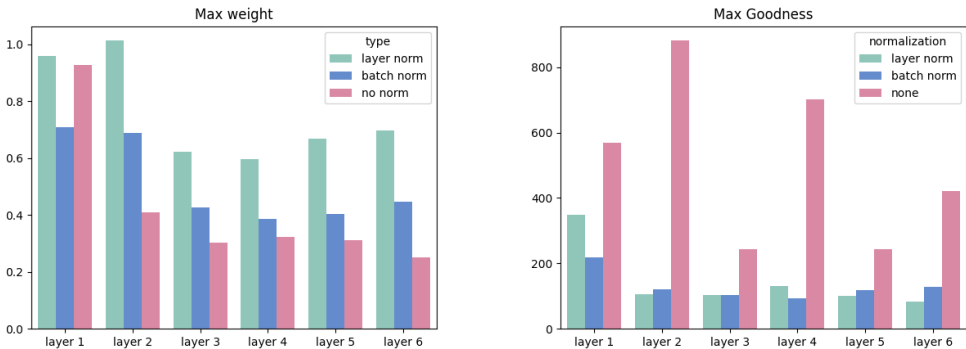 Max weight
type
layer norm
batch norm
no norm
1.0
0.8
0.6
0.4
0.2
0.0
layer 1 layer 2 layer 3 layer 4 layer 5 layer 6
Max Goodness
normalization
layer norm
batch norm
none
800
600
400
200
0
layer 1 layer 2 layer 3 layer 4 layer 5 layer 6